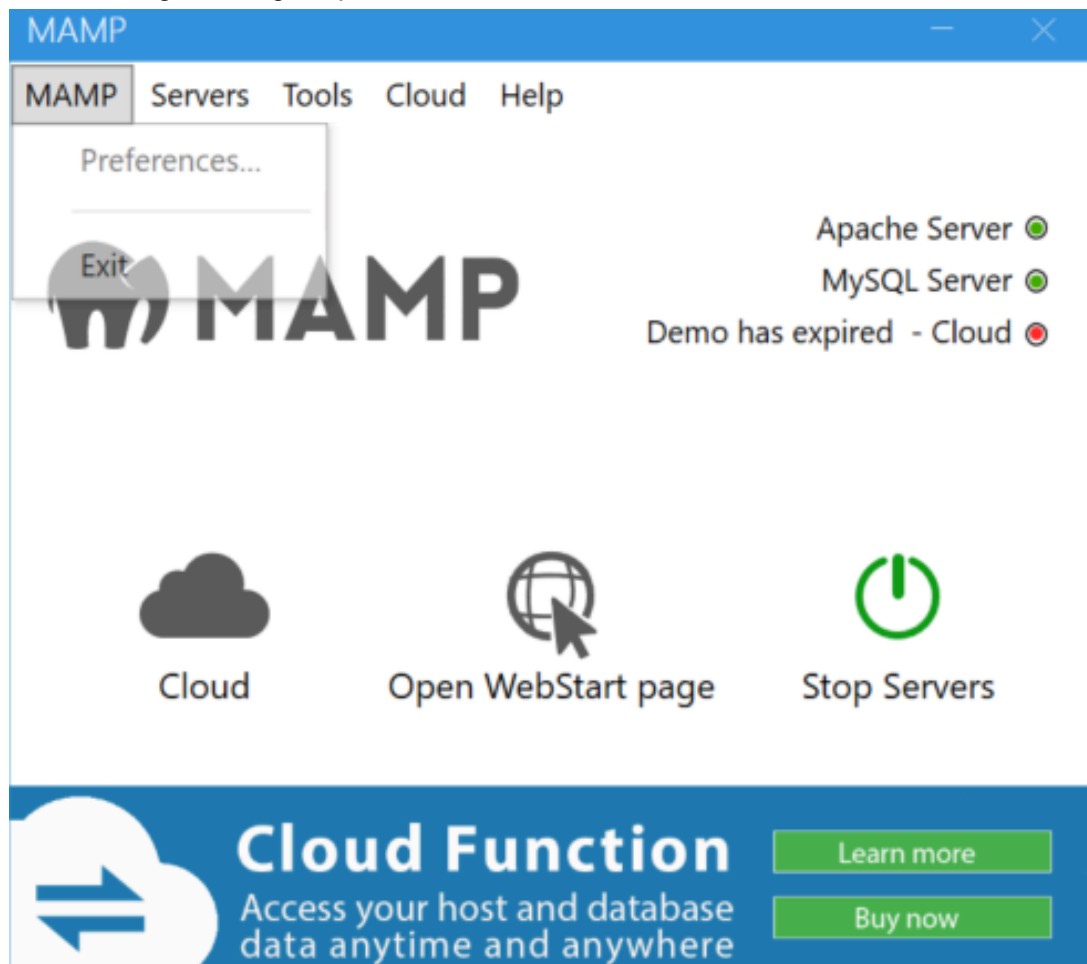 MAMP
MAMP Servers Tools Cloud Help
Preferences...
Exit
MAMP
Apache Server
MySQL Server
Demo has expired - Cloud
Cloud
Open WebStart page
Stop Servers
Cloud Function
Access your host and database
data anytime and anywhere
Learn more
Buy now